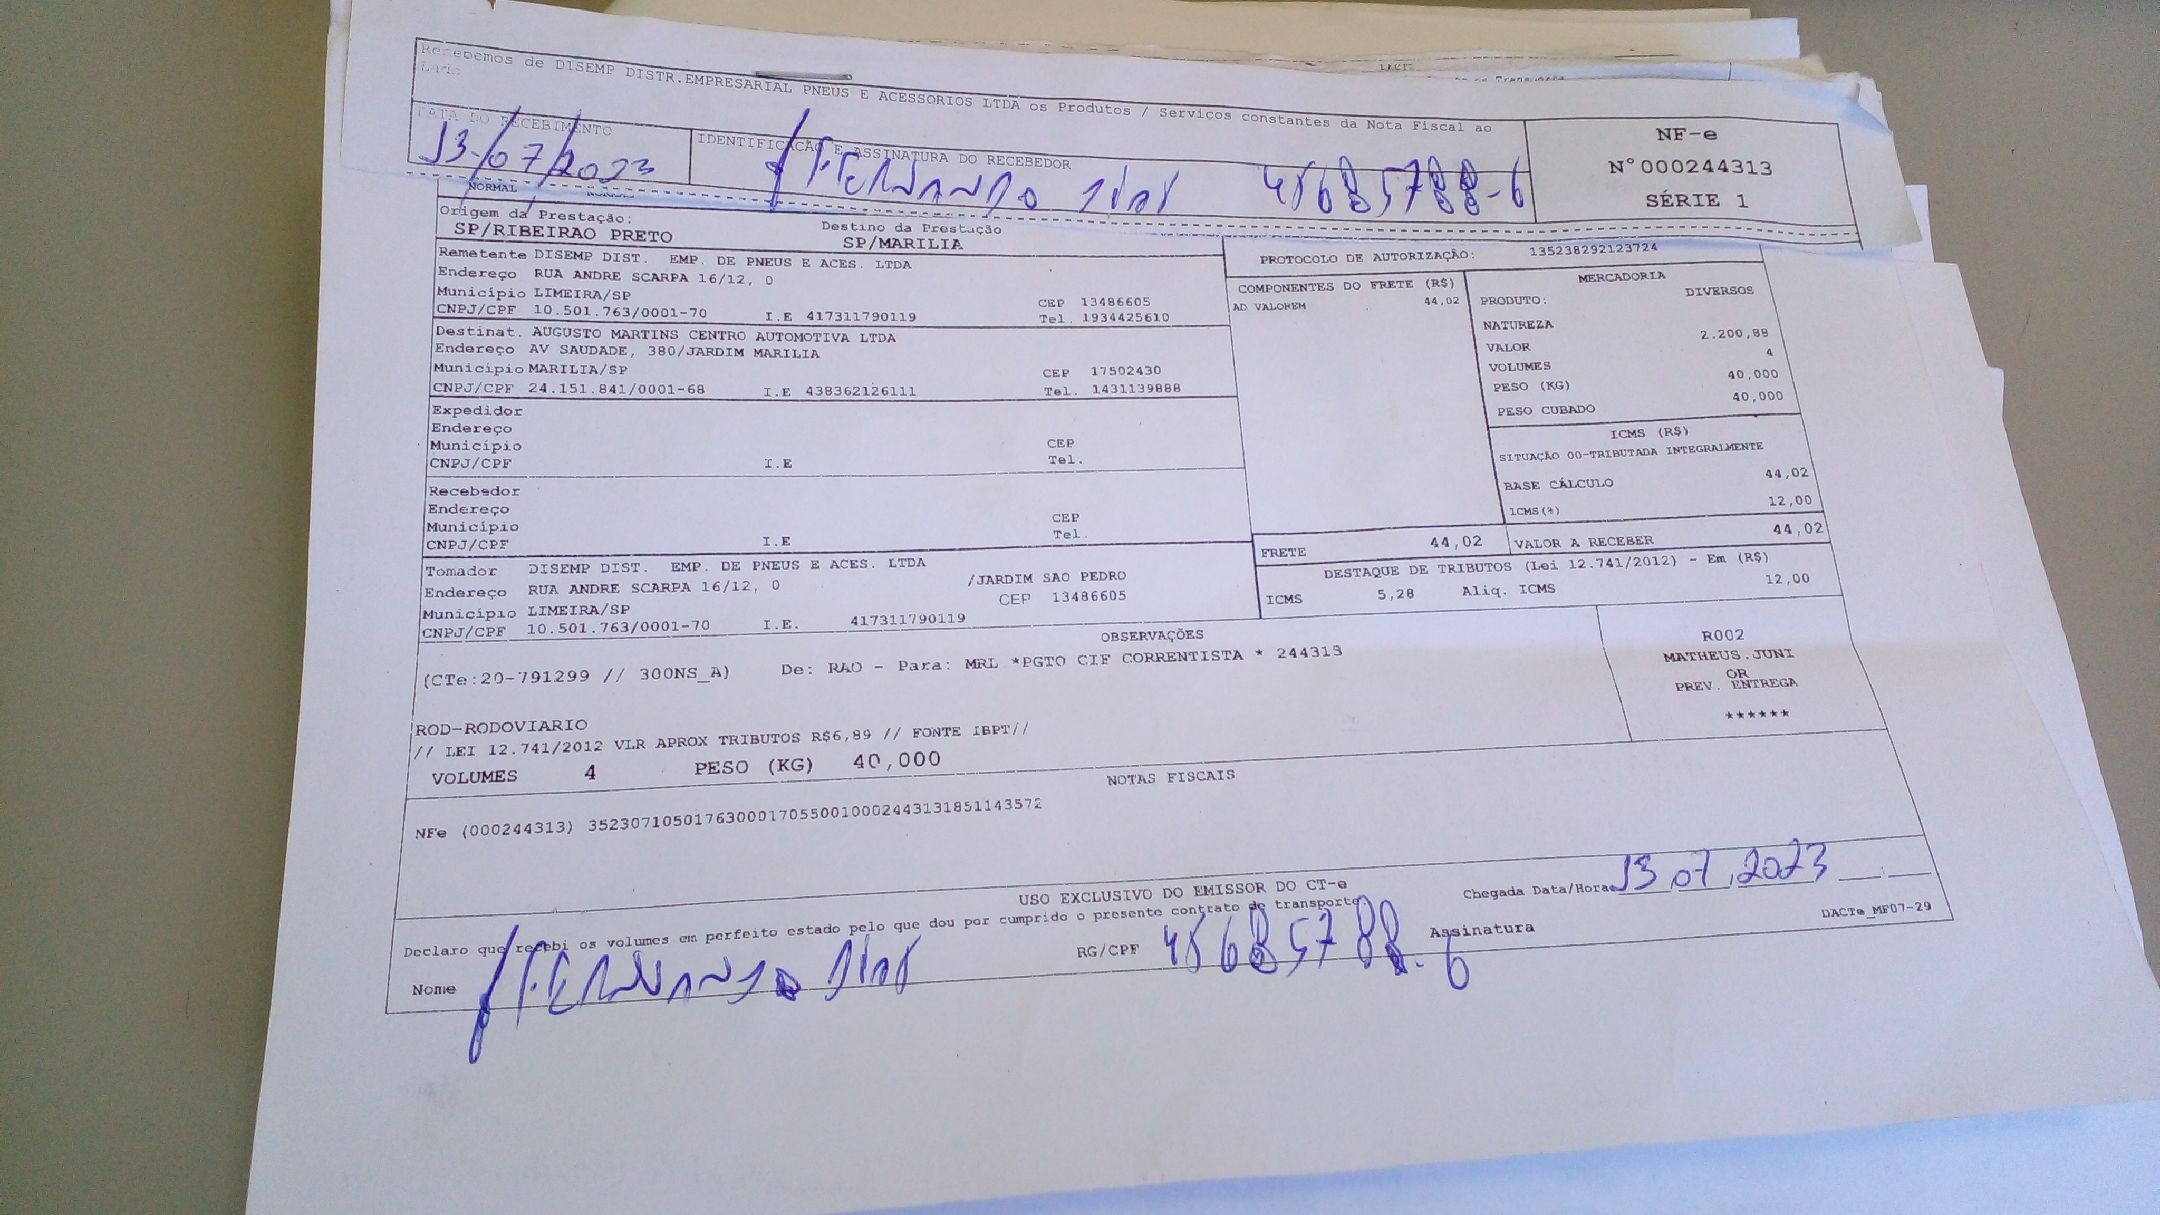 Recebemos de DISEMP DISTR.EMPRESARIAL PNEUS E ACESSORIOS LTDA os Produtos / Serviços constantes da Nota Fiscal ao
Lado
DATA DO RECEBIMENTO
13/07/2023
IDENTIFICAÇÃO E ASSINATURA DO RECEBEDOR
FERNANDO 45685788-6
NF-e
N°000244313
SÉRIE 1
NORMAL
Origem da Prestação:
SP/RIBEIRAO PRETO
Destino da Prestação
SP/MARILIA
Remetente DISEMP DIST. EMP. DE PNEUS E ACES. LTDA
Endereço RUA ANDRE SCARPA 16/12, 0
Município LIMEIRA/SP CEP 13486605
CNPJ/CPF 10.501.763/0001-70 I.E 417311790119 Tel. 1934425610
Destinat. AUGUSTO MARTINS CENTRO AUTOMOTIVA LTDA
Endereço AV SAUDADE, 380/JARDIM MARILIA
Município MARILIA/SP CEP 17502430
CNPJ/CPF 24.151.841/0001-68 I.E 438362126111 Tel. 1431139888
Expedidor
Endereço
Município CEP
CNPJ/CPF I.E Tel.
Recebedor
Endereço
Município CEP
CNPJ/CPF I.E Tel.
Tomador DISEMP DIST. EMP. DE PNEUS E ACES. LTDA
Endereço RUA ANDRE SCARPA 16/12, 0 /JARDIM SAO PEDRO
Município LIMEIRA/SP CEP 13486605
CNPJ/CPF 10.501.763/0001-70 I.E. 417311790119
PROTOCOLO DE AUTORIZAÇÃO: 135238292123724
COMPONENTES DO FRETE (R$)
AD VALOREM 44,02
MERCADORIA
PRODUTO: DIVERSOS
NATUREZA
VALOR 2.200,88
VOLUMES 4
PESO (KG) 40,000
PESO CUBADO 40,000
ICMS (R$)
SITUAÇÃO 00-TRIBUTADA INTEGRALMENTE
BASE CÁLCULO 44,02
ICMS(%) 12,00
FRETE 44,02 VALOR A RECEBER 44,02
DESTAQUE DE TRIBUTOS (Lei 12.741/2012) - Em (R$)
ICMS 5,28 Aliq. ICMS 12,00
OBSERVAÇÕES
(CTe:20-791299 // 300NS_A) De: RAO - Para: MRL *PGTO CIF CORRENTISTA * 244313
ROD-RODOVIARIO
// LEI 12.741/2012 VLR APROX TRIBUTOS R$6,89 // FONTE IBPT//
VOLUMES 4 PESO (KG) 40,000
R002
MATHEUS.JUNI
OR
PREV. ENTREGA
******
NOTAS FISCAIS
NFe (000244313) 35230710501763000170550010002443131851143572
USO EXCLUSIVO DO EMISSOR DO CT-e
Declaro que recebi os volumes em perfeito estado pelo que dou por cumprido o presente contrato de transporte
Chegada Data/Hora 13 07, 2023 __:__
Nome FERNANDO
RG/CPF 45685788-6
Assinatura
DACTe_MF07-29